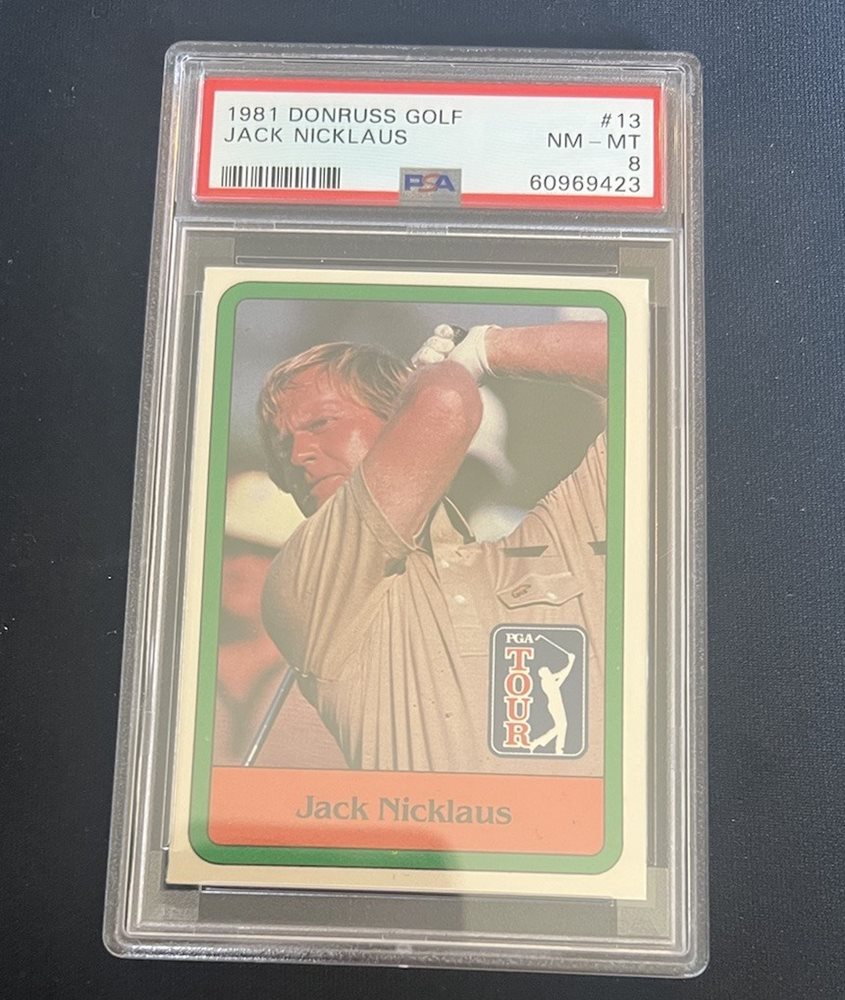 1981 DONRUSS GOLF #13
JACK NICKLAUS NM – MT
8
PSA 60969423
PGA
TOUR
Jack Nicklaus